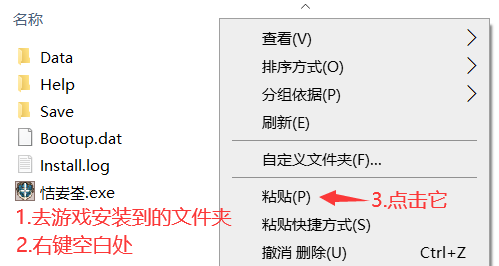 名称
Data
Help
Save
Bootup.dat
Install.log
恄葌荃.exe
1.去游戏安装到的文件夹
2.右键空白处
查看(V)
排序方式(O)
分组依据(P)
刷新(E)
自定义文件夹(F)...
粘贴(P)
3.点击它
粘贴快捷方式(S)
撤消 删除(U) Ctrl+Z